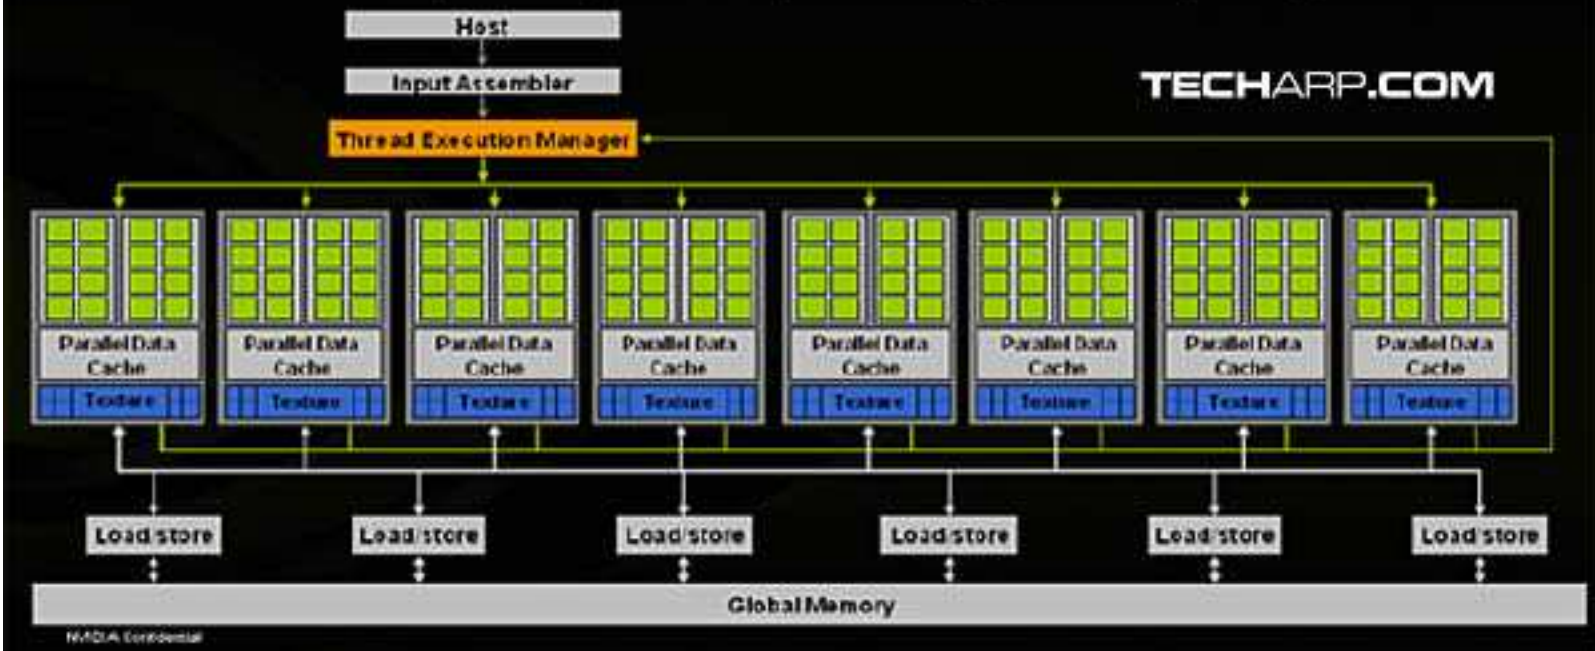 Host
Input Assembler
TECHARP.COM
Thread Execution Manager
Parallel Data
Cache
Parallel Data
Cache
Parallel Data
Cache
Parallel Data
Cache
Parallel Data
Cache
Parallel Data
Cache
Parallel Data
Cache
Parallel Data
Cache
Texture
Texture
Texture
Texture
Texture
Texture
Texture
Texture
Load/store
Load/store
Load/store
Load/store
Load/store
Load/store
Global Memory
NVIDIA Confidential